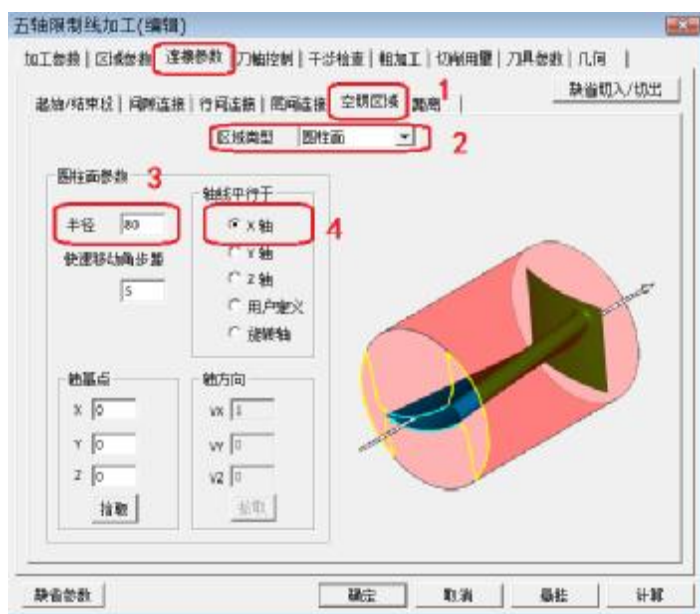 五轴限制线加工(编辑)
加工参数 | 区域参数 | 连接参数 | 刀轴控制 | 干涉检查 | 粗加工 | 切削用量 | 刀具参数 | 几何 |
1
缺省切入/切出
起始/结束段 | 间隙连接 | 行间连接 | 层间连接 | 空切区域 | 距离 |
区域类型 圆柱面 2
圆柱面参数 3
轴线平行于
半径 80
X 轴 4
快速移动角步距
Y 轴
5
Z 轴
用户定义
旋转轴
轴基点 轴方向
X 0 VX 1
Y 0 VY 0
Z 0 VZ 0
拾取 拾取
缺省参数 确定 取消 悬挂 计算